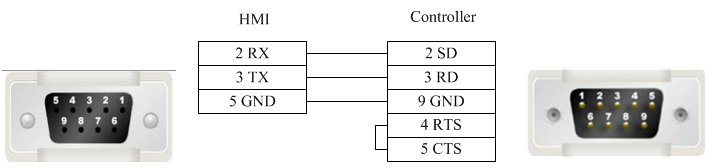 HMI
Controller
2 RX
2 SD
3 TX
3 RD
5 GND
9 GND
4 RTS
5 CTS
5 4 3 2 1
9 8 7 6
1 2 3 4 5
6 7 8 9